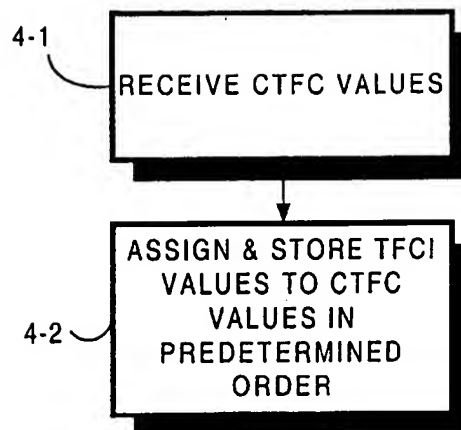 4-1
RECEIVE CTFC VALUES
ASSIGN & STORE TFCI
VALUES TO CTFC
VALUES IN
PREDETERMINED
ORDER
4-2